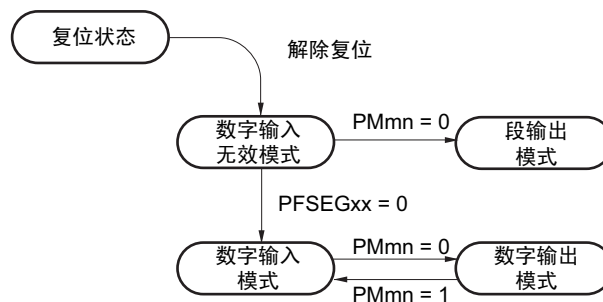 复位状态
解除复位
数字输入
无效模式
PMmn = 0
段输出
模式
PFSEGxx = 0
数字输入
模式
PMmn = 0
PMmn = 1
数字输出
模式